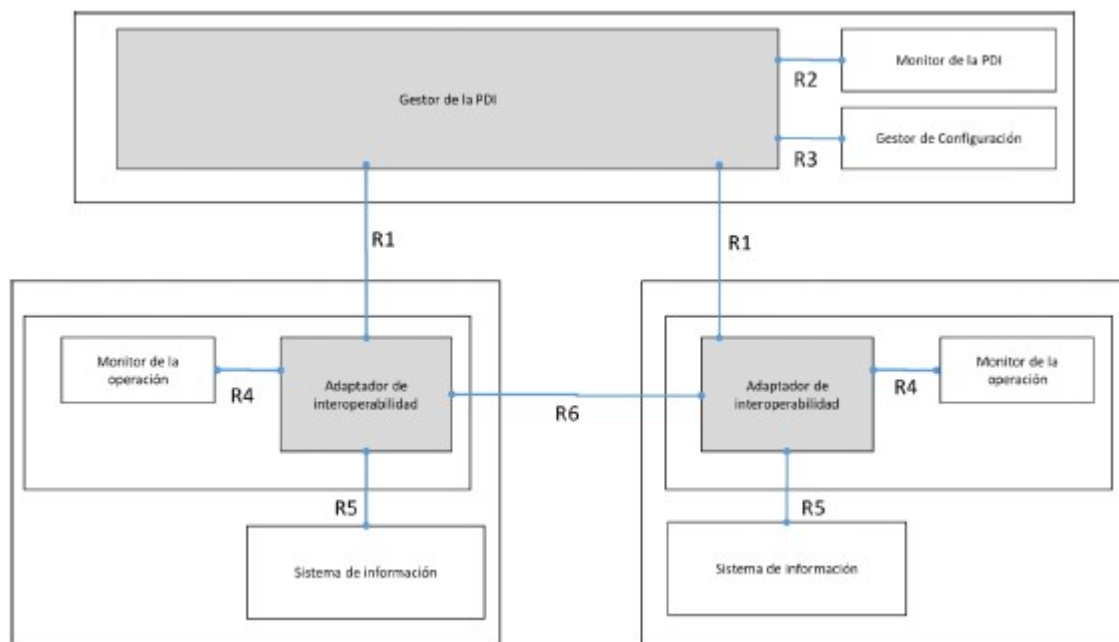 Gestor de la PDI
R2
Monitor de la PDI
R3
Gestor de Configuración
R1
R1
Monitor de la
operación
R4
Adaptador de
interoperabilidad
R6
Adaptador de
interoperabilidad
R4
Monitor de la
operación
R5
Sistema de información
R5
Sistema de información